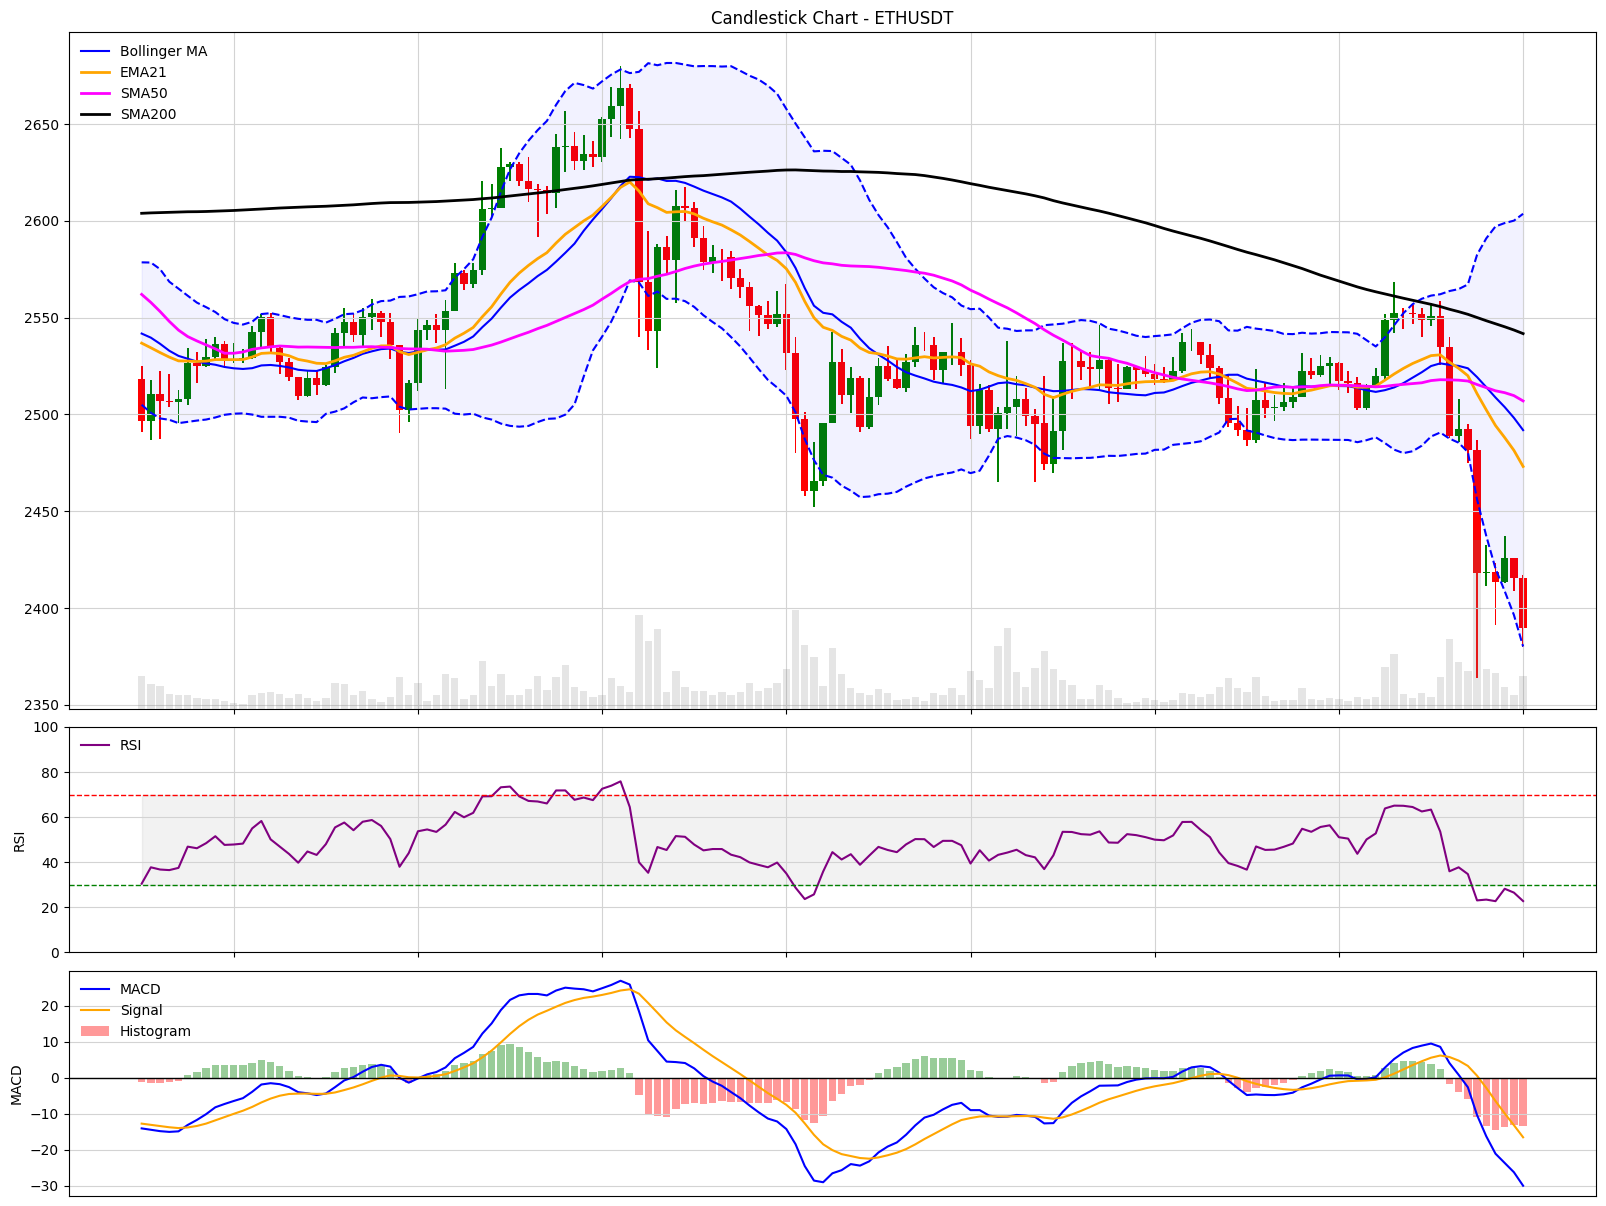 Candlestick Chart - ETHUSDT
Bollinger MA
EMA21
SMA50
SMA200
2650
2600
2550
2500
2450
2400
2350
RSI
100
80
60
40
20
0
RSI
MACD
Signal
Histogram
20
10
0
−10
−20
−30
MACD